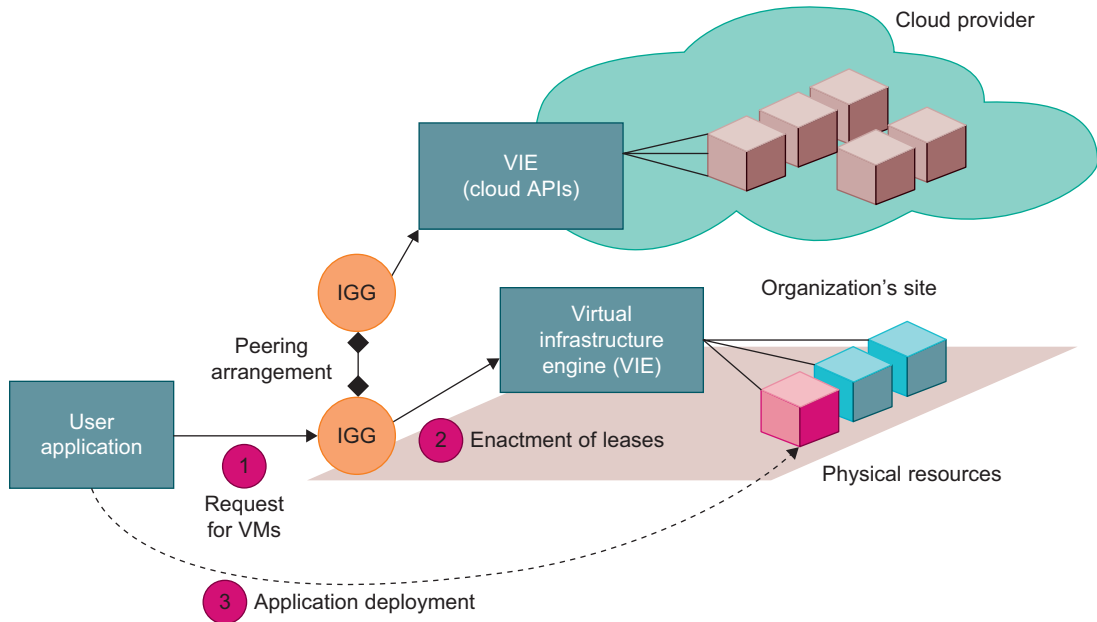 Cloud provider
VIE
(cloud APIs)
IGG
Organization's site
Virtual
infrastructure
engine (VIE)
Peering
arrangement
User
application
IGG
2
Enactment of leases
1
Request
for VMs
Physical resources
3
Application deployment